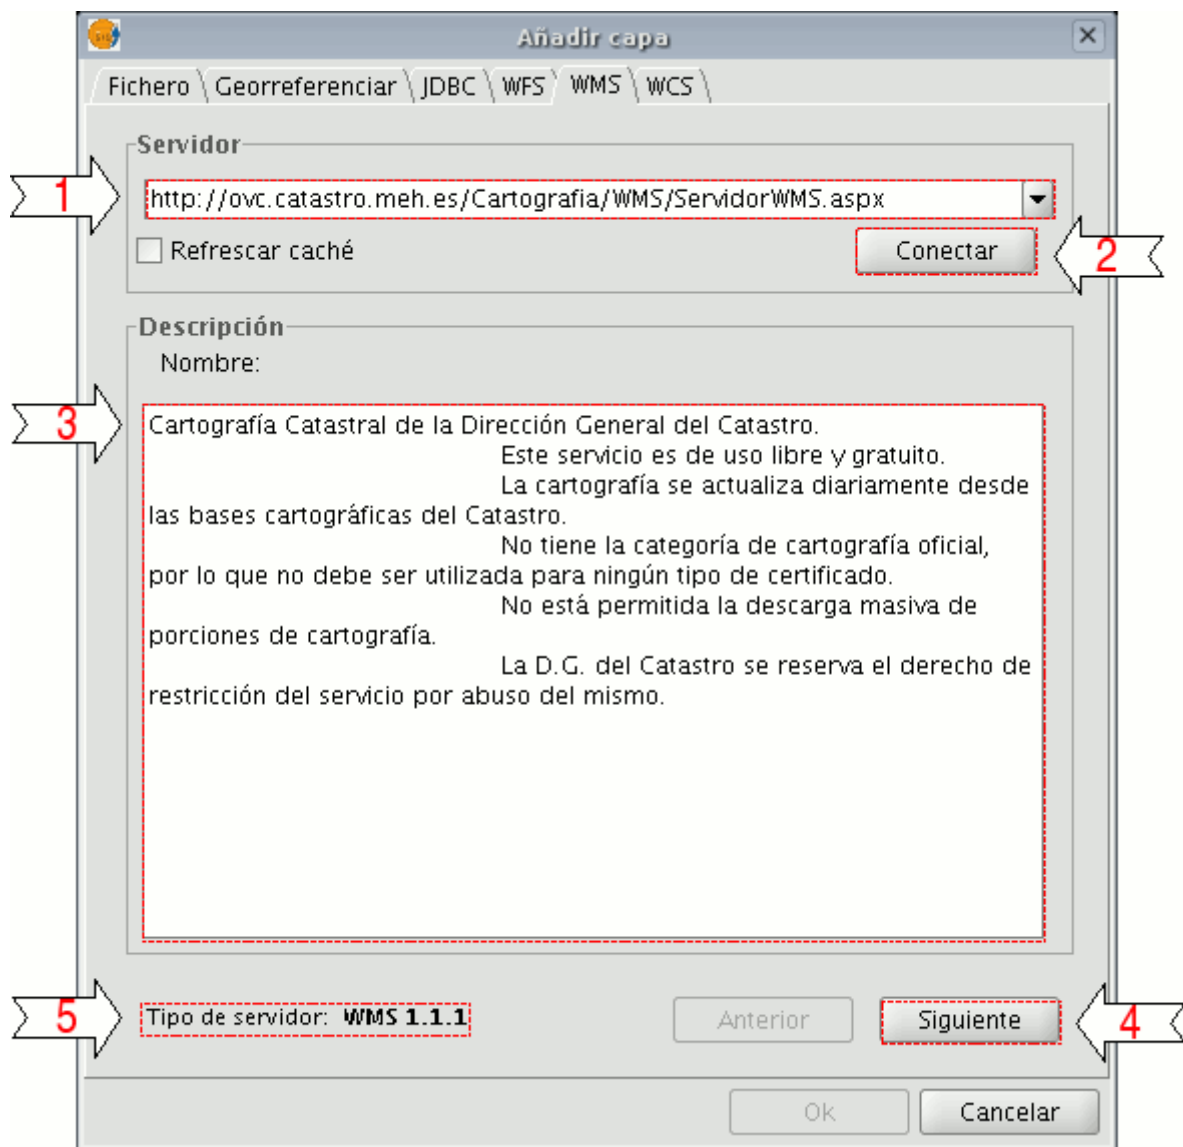 Añadir capa
Fichero Georreferenciar JDBC WFS WMS WCS
Servidor
1
http://ovc.catastro.meh.es/Cartografia/WMS/ServidorWMS.aspx
Refrescar caché
Conectar
2
Descripción
Nombre:
3
Cartografía Catastral de la Dirección General del Catastro.
Este servicio es de uso libre y gratuito.
La cartografía se actualiza diariamente desde
las bases cartográficas del Catastro.
No tiene la categoría de cartografía oficial,
por lo que no debe ser utilizada para ningún tipo de certificado.
No está permitida la descarga masiva de
porciones de cartografía.
La D.G. del Catastro se reserva el derecho de
restricción del servicio por abuso del mismo.
5
Tipo de servidor: WMS 1.1.1
Anterior
Siguiente
4
Ok
Cancelar